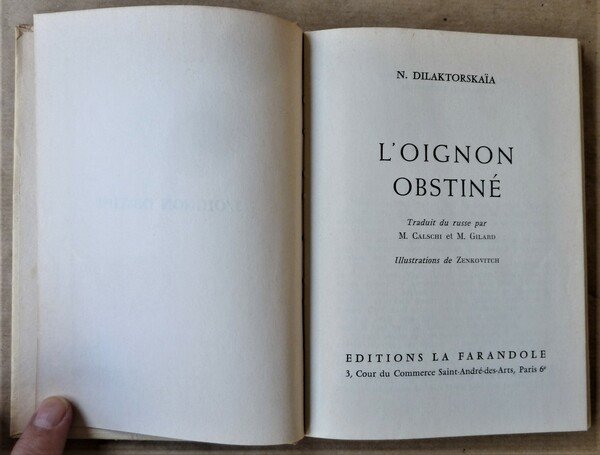 N. DILAKTORSKAÏA
L'OIGNON
OBSTINÉ
Traduit du russe par
M. CALSCHI et M. GILARD
Illustrations de ZENKOVITCH
EDITIONS LA FARANDOLE
3, Cour du Commerce Saint-André-des-Arts, Paris 6e